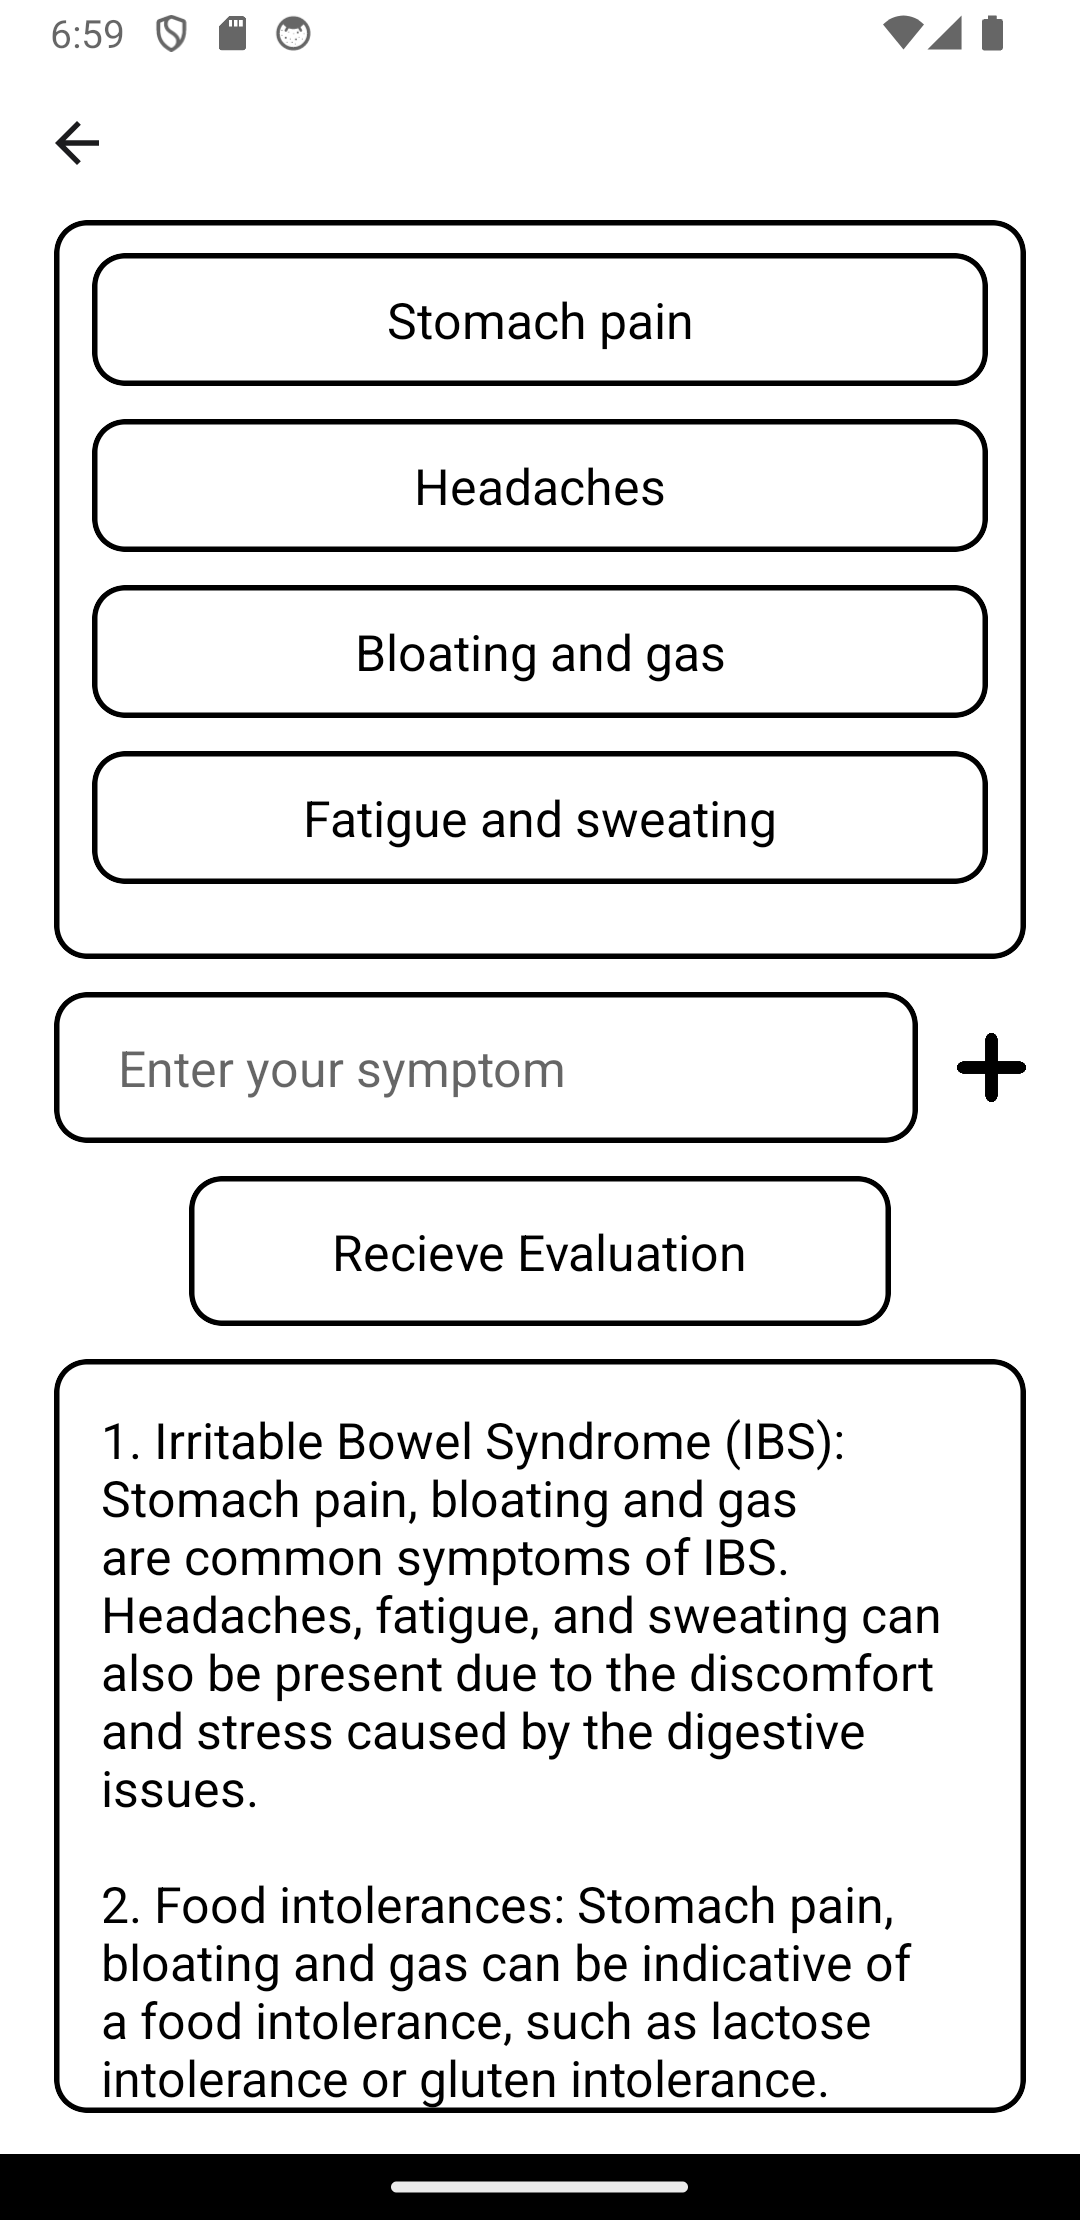 6:59
Stomach pain
Headaches
Bloating and gas
Fatigue and sweating
Enter your symptom
Recieve Evaluation
1. Irritable Bowel Syndrome (IBS):
Stomach pain, bloating and gas
are common symptoms of IBS.
Headaches, fatigue, and sweating can
also be present due to the discomfort
and stress caused by the digestive
issues.
2. Food intolerances: Stomach pain,
bloating and gas can be indicative of
a food intolerance, such as lactose
intolerance or gluten intolerance.